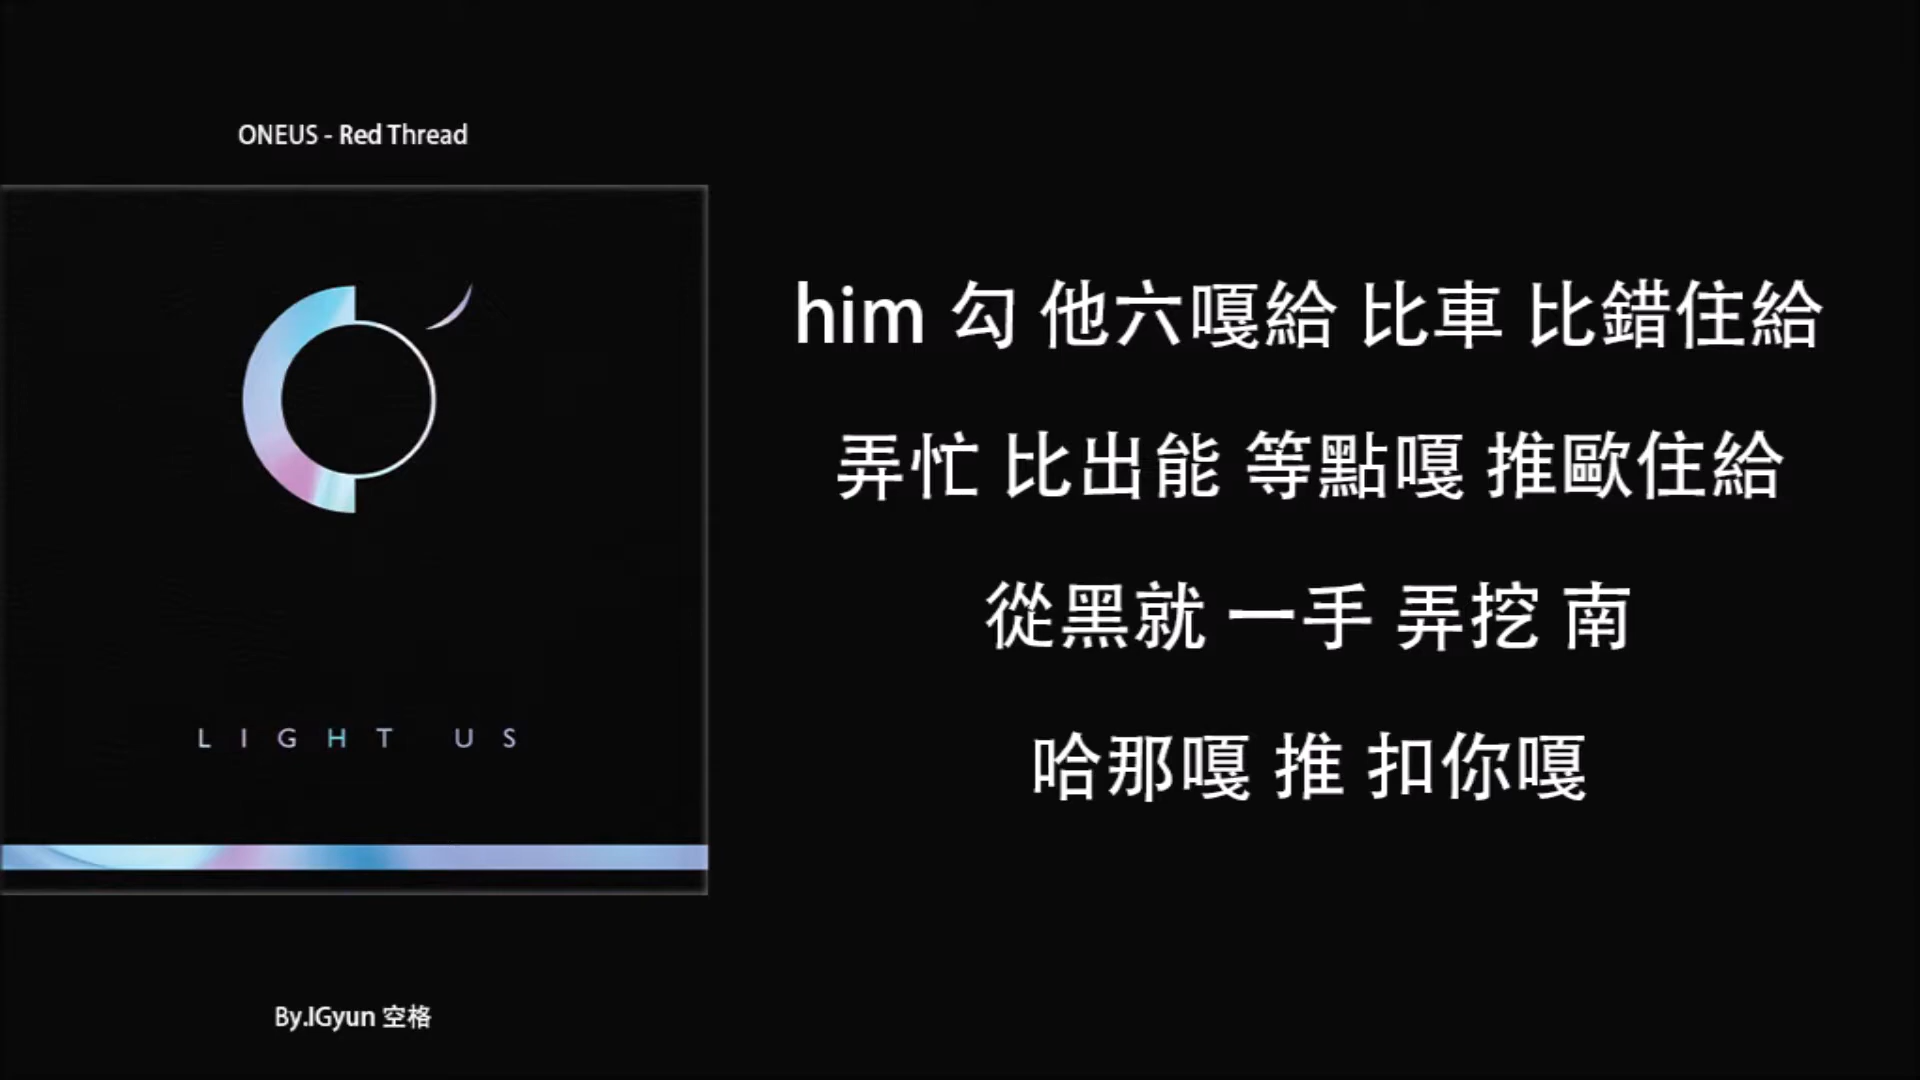 ONEUS - Red Thread
LIGHT US
By.IGyun 空格
him 勾 他六嘎給 比車 比錯住給
弄忙 比出能 等點嘎 推歐住給
從黑就 一手 弄挖 南
哈那嘎 推 扣你嘎